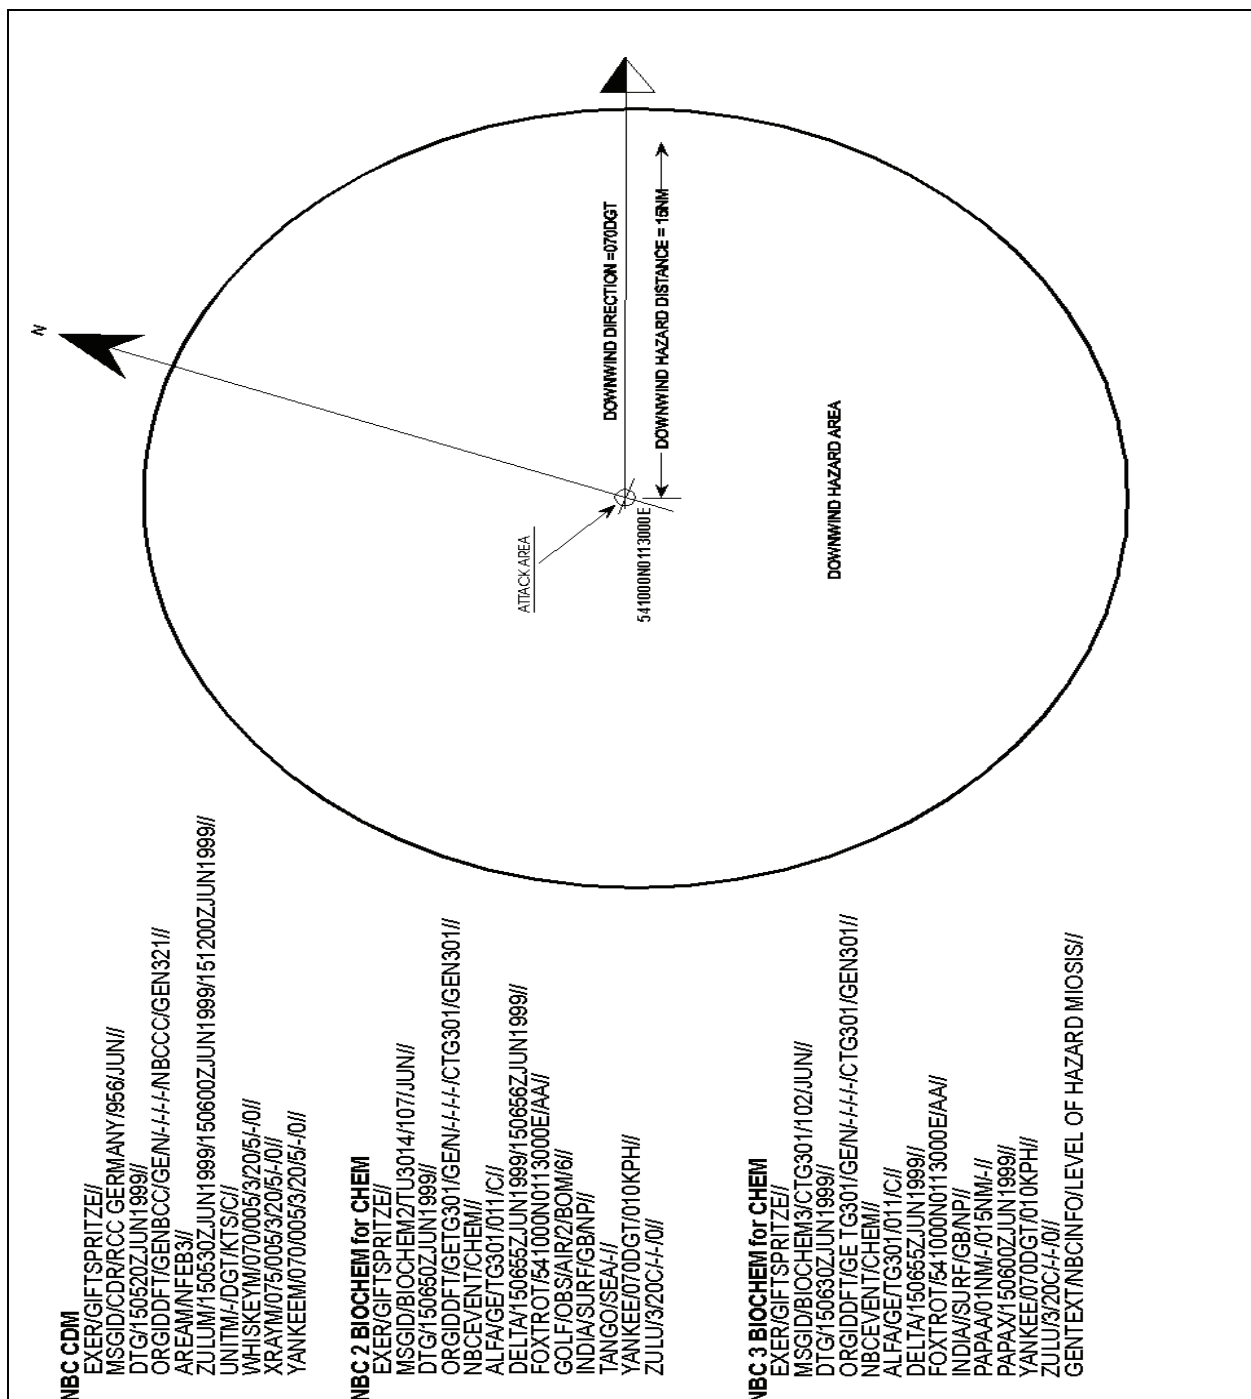 NBC CDM
EXER/GIFTSPRITZE//
MSGID/CDR/RCC GERMANY/956/JUN//
DTG/150520ZJUN1999//
ORGIDDFT/GENBCC/GE/N/-/-/-/-/NBCCC/GEN321//
AREAM/NFEB3//
ZULUM/150530ZJUN1999/150600ZJUN1999/151200ZJUN1999//
UNITM/-/DGT/KTS/C//
WHISKEYM/070/005/3/20/5/-/0//
XRAYM/075/005/3/20/5/-/0//
YANKEEM/070/005/3/20/5/-/0//
NBC 2 BIOCHEM for CHEM
EXER/GIFTSPRITZE//
MSGID/BIOCHEM2/TU3014/107/JUN//
DTG/150650ZJUN1999//
ORGIDDFT/GETG301/GE/N/-/-/-/-/CTG301/GEN301//
NBCEVENT/CHEM//
ALFA/GE/TG301/011/C//
DELTA/150655ZJUN1999/150656ZJUN1999//
FOXTROT/541000N0113000E/AA//
GOLF/OBS/AIR/2/BOM/6//
INDIA/SURF/GB/NP//
TANGO/SEA/-//
YANKEE/070DGT/010KPH//
ZULU/3/20C/-/-/0//
NBC 3 BIOCHEM for CHEM
EXER/GIFTSPRITZE//
MSGID/BIOCHEM3/CTG301/102/JUN//
DTG/150630ZJUN1999//
ORGIDDFT/GE TG301/GE/N/-/-/-/-/CTG301/GEN301//
NBCEVENT/CHEM//
ALFA/GE/TG301/011/C//
DELTA/150655ZJUN1999//
FOXTROT/541000N0113000E/AA//
INDIA/SURF/GB/NP//
PAPAA/01NM/-/015NM/-//
PAPAX/150600ZJUN1999//
YANKEE/070DGT/010KPH//
ZULU/3/20C/-/-/0//
GENTEXT/NBCINFO/LEVEL OF HAZARD MIOSIS//
N
ATTACK AREA
DOWNWIND DIRECTION =070DGT
541000N0113000E
DOWNWIND HAZARD DISTANCE = 15NM
DOWNWIND HAZARD AREA